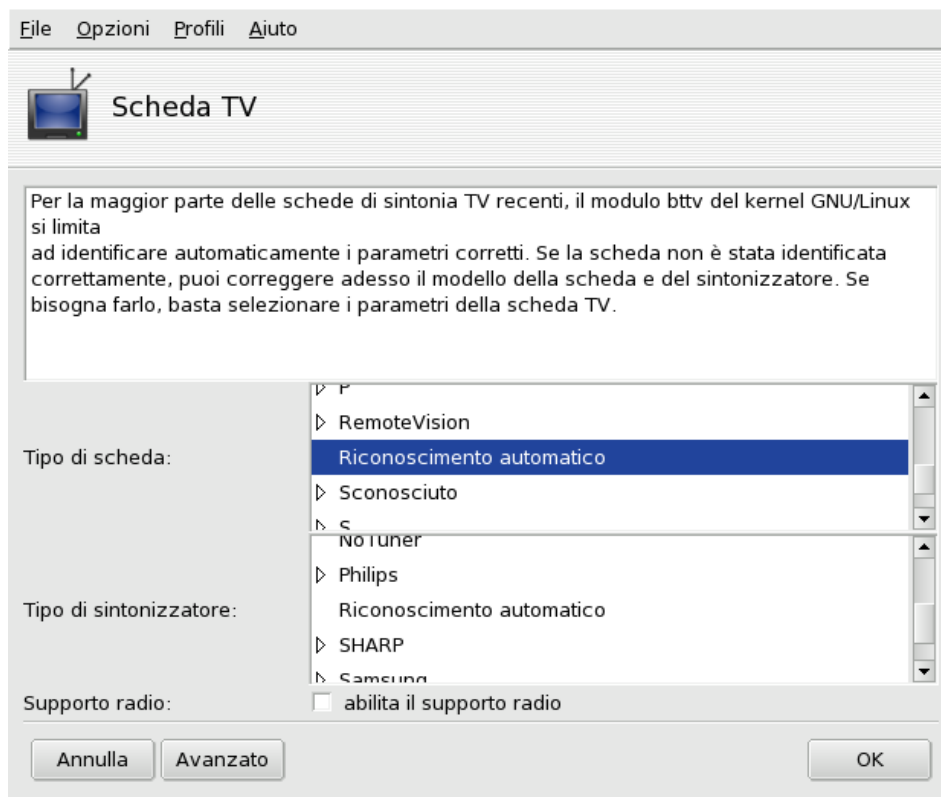 File Opzioni Profili Aiuto
Scheda TV
Per la maggior parte delle schede di sintonia TV recenti, il modulo bttv del kernel GNU/Linux
si limita
ad identificare automaticamente i parametri corretti. Se la scheda non è stata identificata
correttamente, puoi correggere adesso il modello della scheda e del sintonizzatore. Se
bisogna farlo, basta selezionare i parametri della scheda TV.
P
RemoteVision
Tipo di scheda:
Riconoscimento automatico
Sconosciuto
S
NoTuner
Philips
Tipo di sintonizzatore:
Riconoscimento automatico
SHARP
Samsung
Supporto radio:
abilita il supporto radio
Annulla
Avanzato
OK